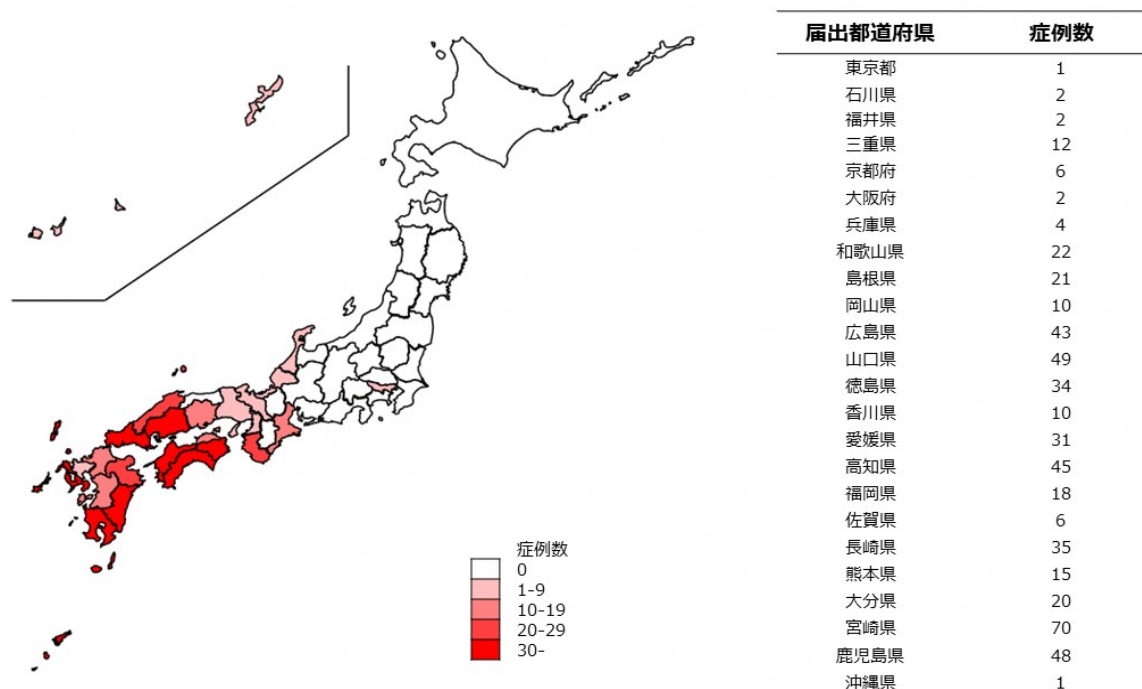 届出都道府県 症例数
東京都 1
石川県 2
福井県 2
三重県 12
京都府 6
大阪府 2
兵庫県 4
和歌山県 22
島根県 21
岡山県 10
広島県 43
山口県 49
徳島県 34
香川県 10
愛媛県 31
高知県 45
福岡県 18
佐賀県 6
長崎県 35
熊本県 15
大分県 20
宮崎県 70
鹿児島県 48
沖縄県 1
症例数
0
1-9
10-19
20-29
30-